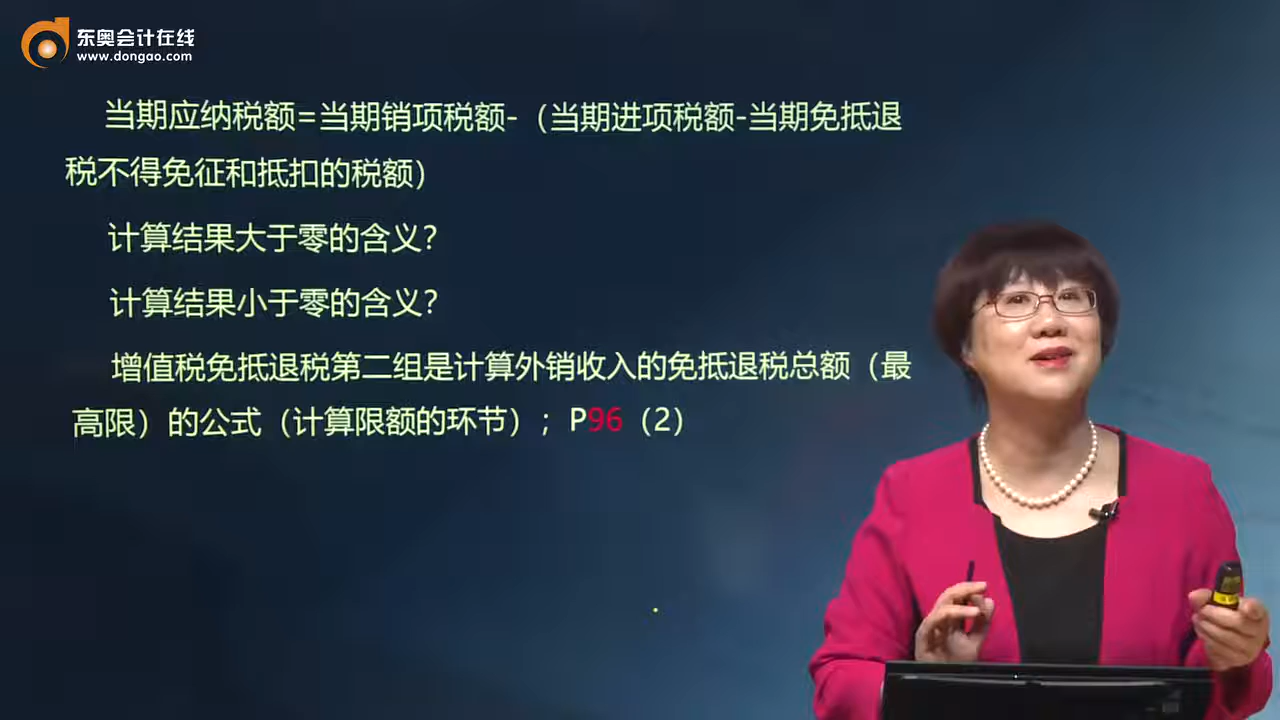 东奥会计在线
www.dongao.com
当期应纳税额=当期销项税额-（当期进项税额-当期免抵退
税不得免征和抵扣的税额）
计算结果大于零的含义？
计算结果小于零的含义？
增值税免抵退税第二组是计算外销收入的免抵退税总额（最
高限）的公式（计算限额的环节）；P96（2）